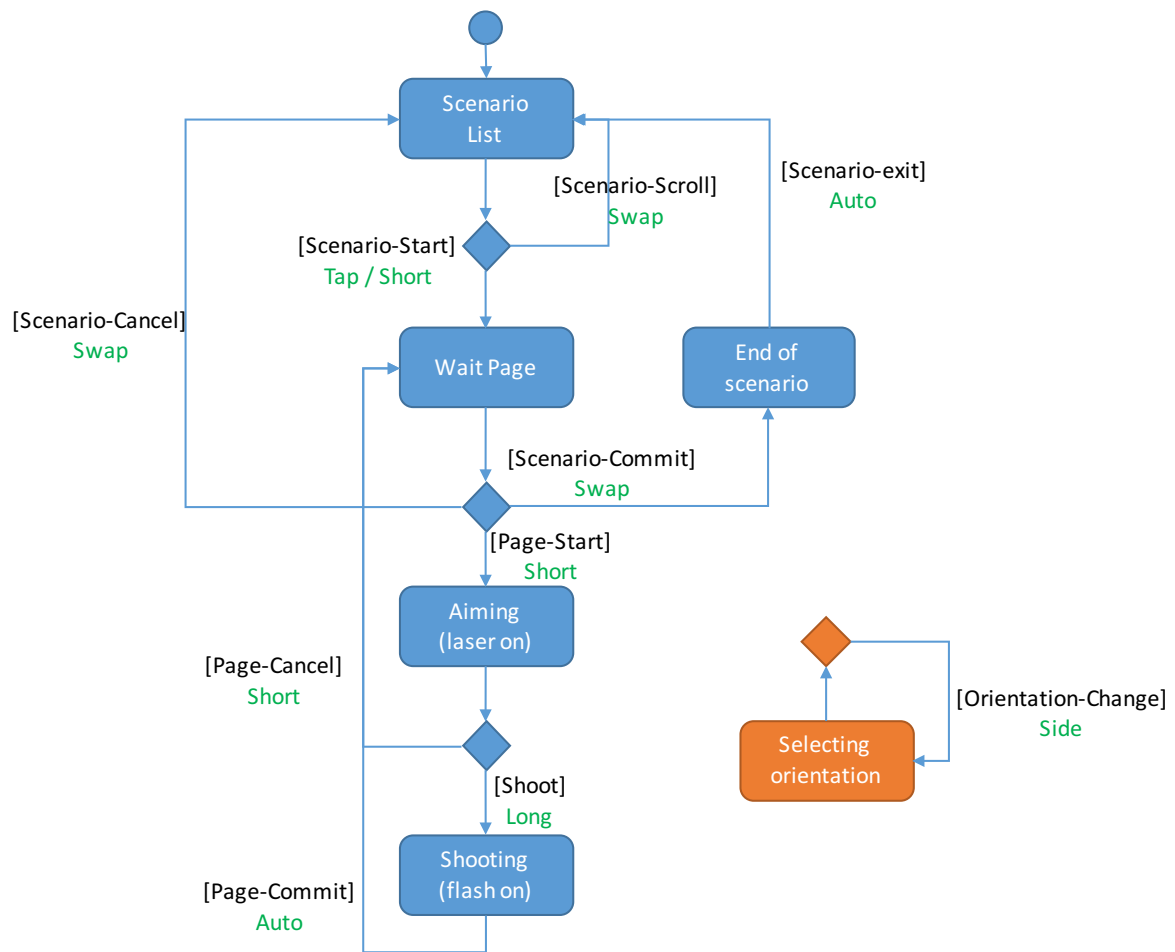 Scenario
List
[Scenario-Scroll]
Swap
[Scenario-exit]
Auto
[Scenario-Start]
Tap / Short
[Scenario-Cancel]
Swap
Wait Page
End of
scenario
[Scenario-Commit]
Swap
[Page-Start]
Short
Aiming
(laser on)
[Page-Cancel]
Short
[Orientation-Change]
Side
Selecting
orientation
[Shoot]
Long
Shooting
(flash on)
[Page-Commit]
Auto